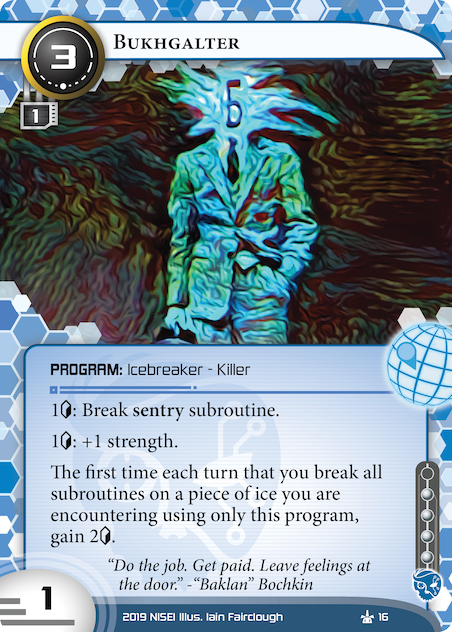 3
Bukhgalter
1
6
PROGRAM: Icebreaker - Killer
1: Break sentry subroutine.
1: +1 strength.
The first time each turn that you break all
subroutines on a piece of ice you are
encountering using only this program,
gain 2.
“Do the job. Get paid. Leave feelings at
the door.” -“Baklan” Bochkin
1
2019 NISEI Illus. Iain Fairclough
16